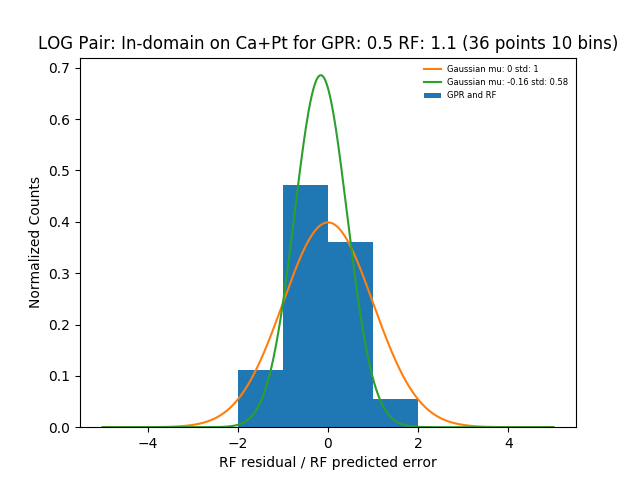 LOG Pair: In-domain on Ca+Pt for GPR: 0.5 RF: 1.1 (36 points 10 bins)
Gaussian mu: 0 std: 1
Gaussian mu: -0.16 std: 0.58
GPR and RF
Normalized Counts
0.7
0.6
0.5
0.4
0.3
0.2
0.1
0.0
−4 −2 0 2 4
RF residual / RF predicted error